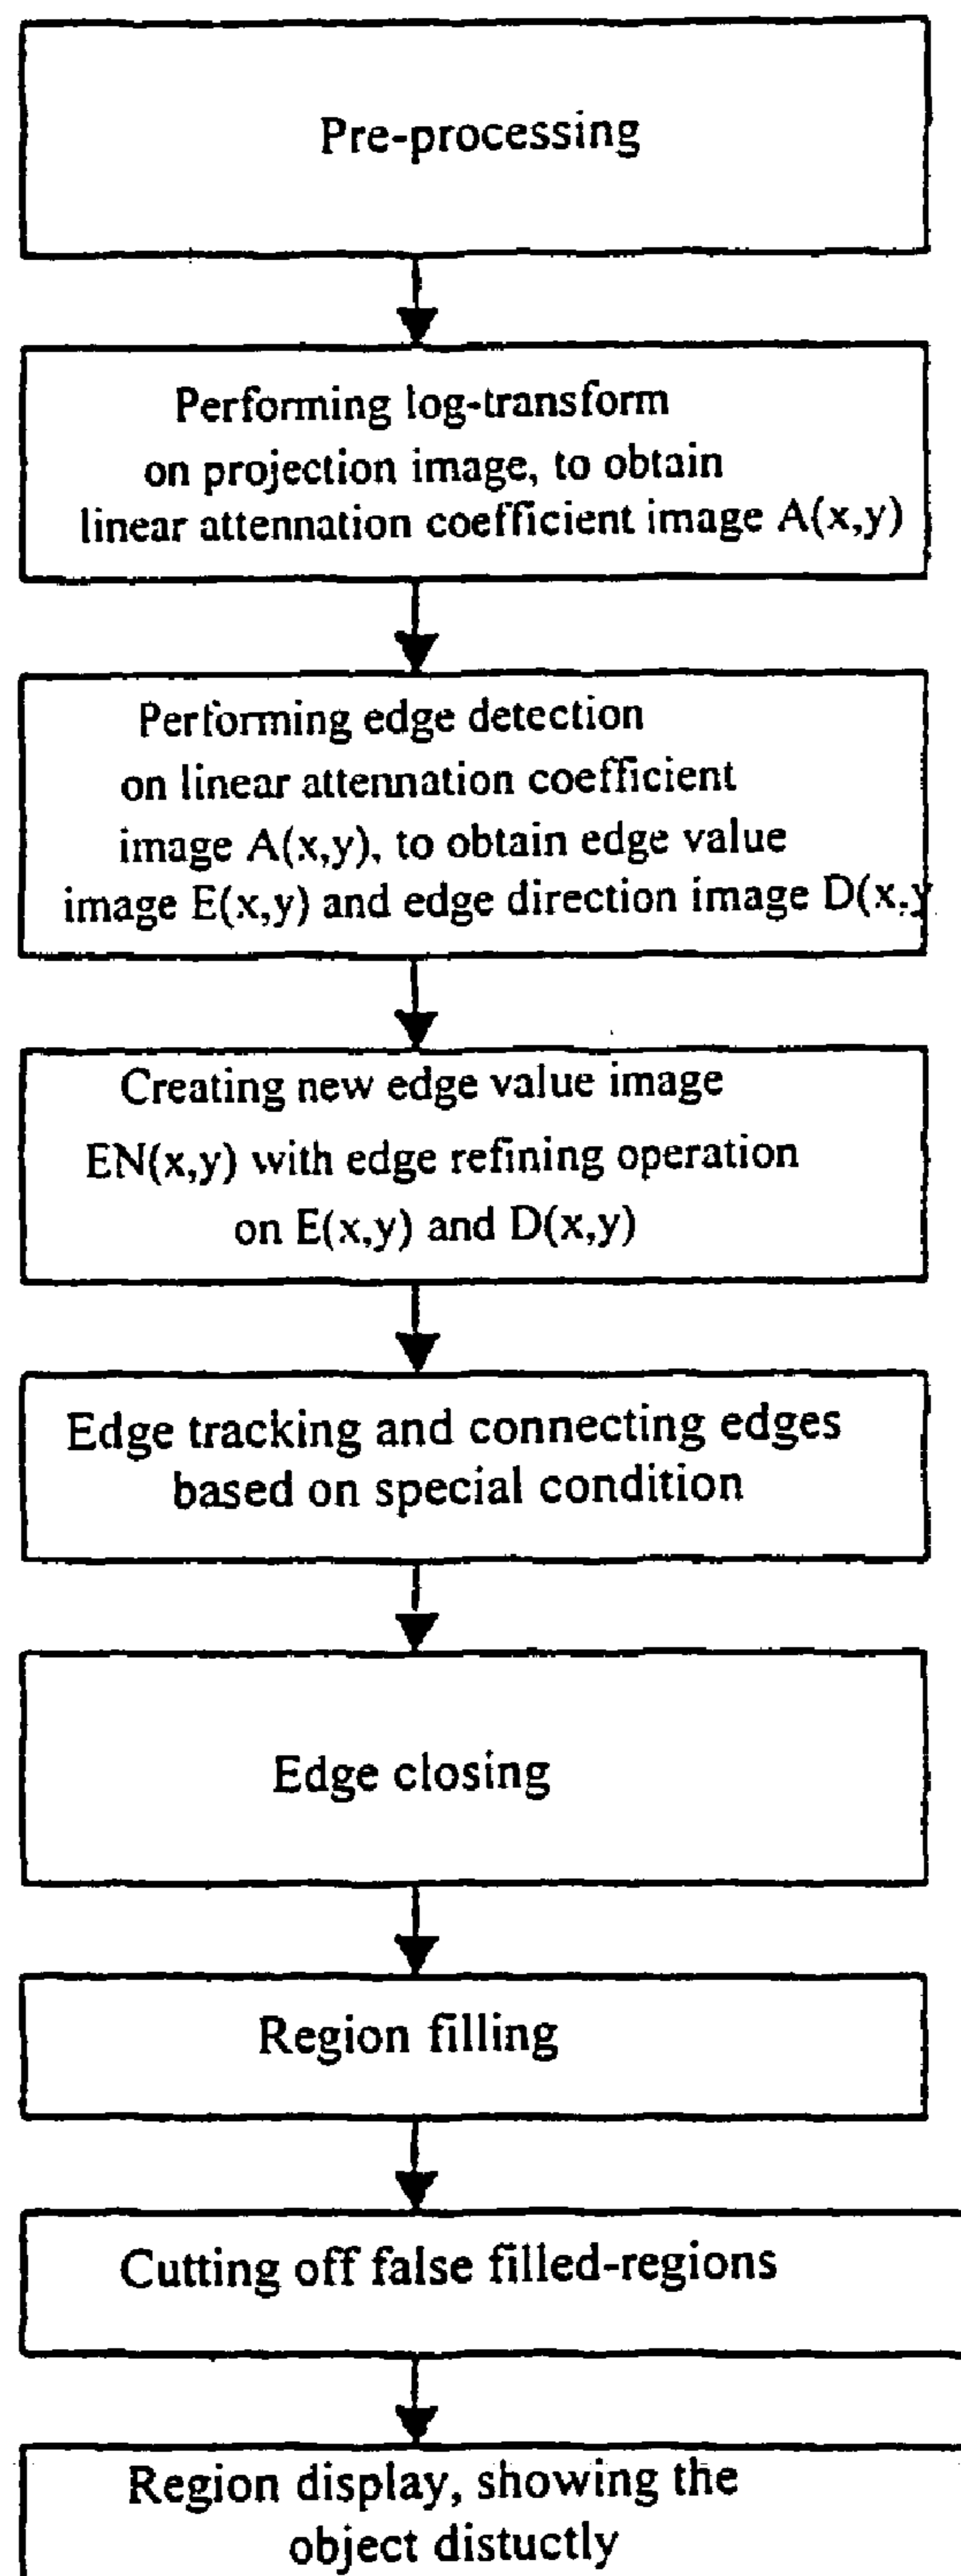 Pre-processing
Performing log-transform
on projection image, to obtain
linear attennation coefficient image A(x,y)
Performing edge detection
on linear attennation coefficient
image A(x,y), to obtain edge value
image E(x,y) and edge direction image D(x,y
Creating new edge value image
EN(x,y) with edge refining operation
on E(x,y) and D(x,y)
Edge tracking and connecting edges
based on special condition
Edge closing
Region filling
Cutting off false filled-regions
Region display, showing the
object distuctly